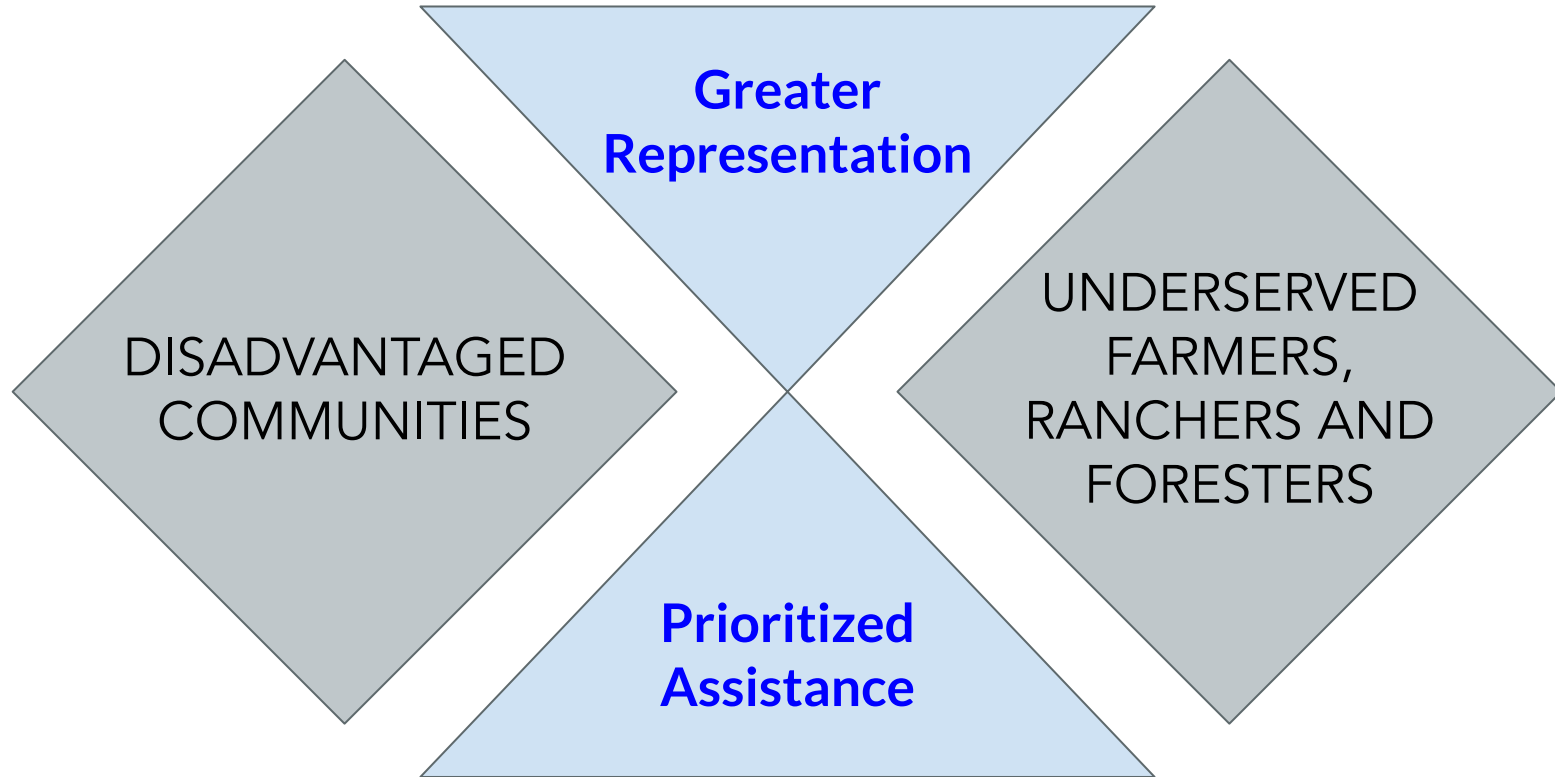 Greater
Representation
DISADVANTAGED
COMMUNITIES
UNDERSERVED
FARMERS,
RANCHERS AND
FORESTERS
Prioritized
Assistance